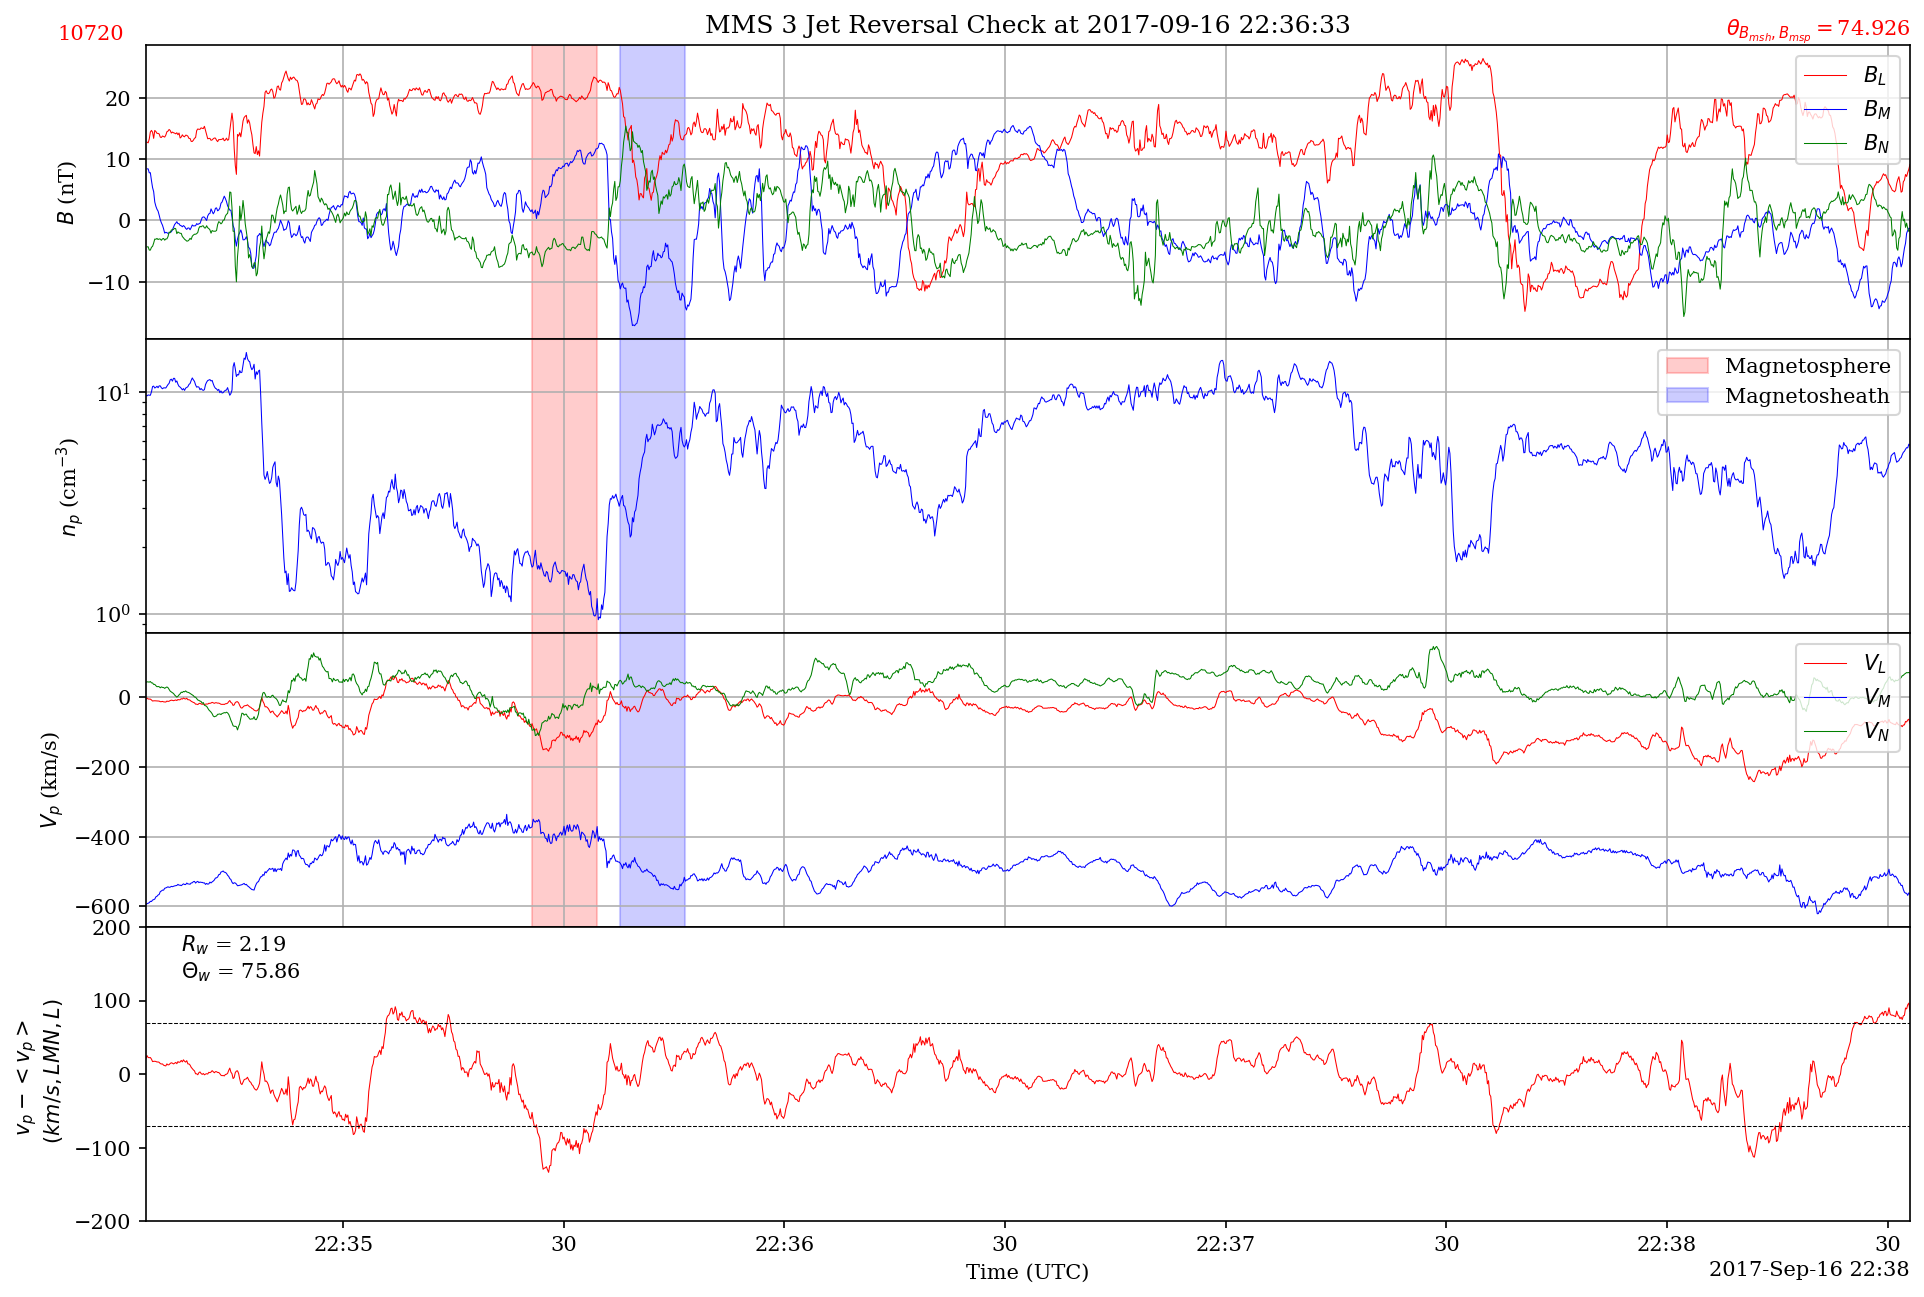 MMS 3 Jet Reversal Check at 2017-09-16 22:36:33
10720
θ_{B_{msh}, B_{msp}} = 74.926
20
10
0
−10
B (nT)
B_L
B_M
B_N
10^1
10^0
n_p (cm^{−3})
Magnetosphere
Magnetosheath
0
−200
−400
−600
V_p (km/s)
V_L
V_M
V_N
200
100
0
−100
−200
v_p − < v_p >
(km/s, LMN, L)
R_w = 2.19
Θ_w = 75.86
22:35
30
22:36
30
22:37
30
22:38
30
Time (UTC)
2017-Sep-16 22:38